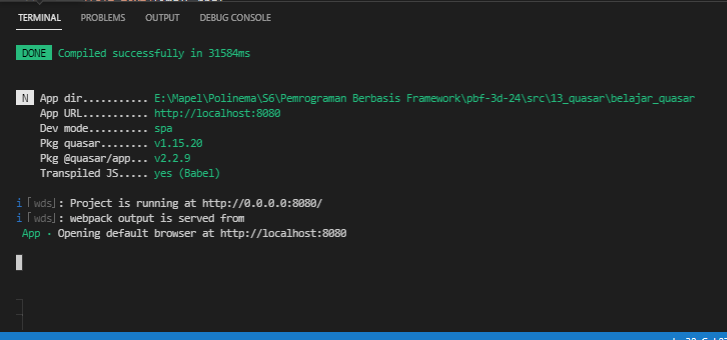 TERMINAL PROBLEMS OUTPUT DEBUG CONSOLE
DONE Compiled successfully in 31584ms
N App dir........... E:\Mapel\Polinema\S6\Pemrograman Berbasis Framework\pbf-3d-24\src\13_quasar\belajar_quasar
App URL........... http://localhost:8080
Dev mode.......... spa
Pkg quasar........ v1.15.20
Pkg @quasar/app... v2.2.9
Transpiled JS..... yes (Babel)
i ｢wds｣: Project is running at http://0.0.0.0:8080/
i ｢wds｣: webpack output is served from
App · Opening default browser at http://localhost:8080